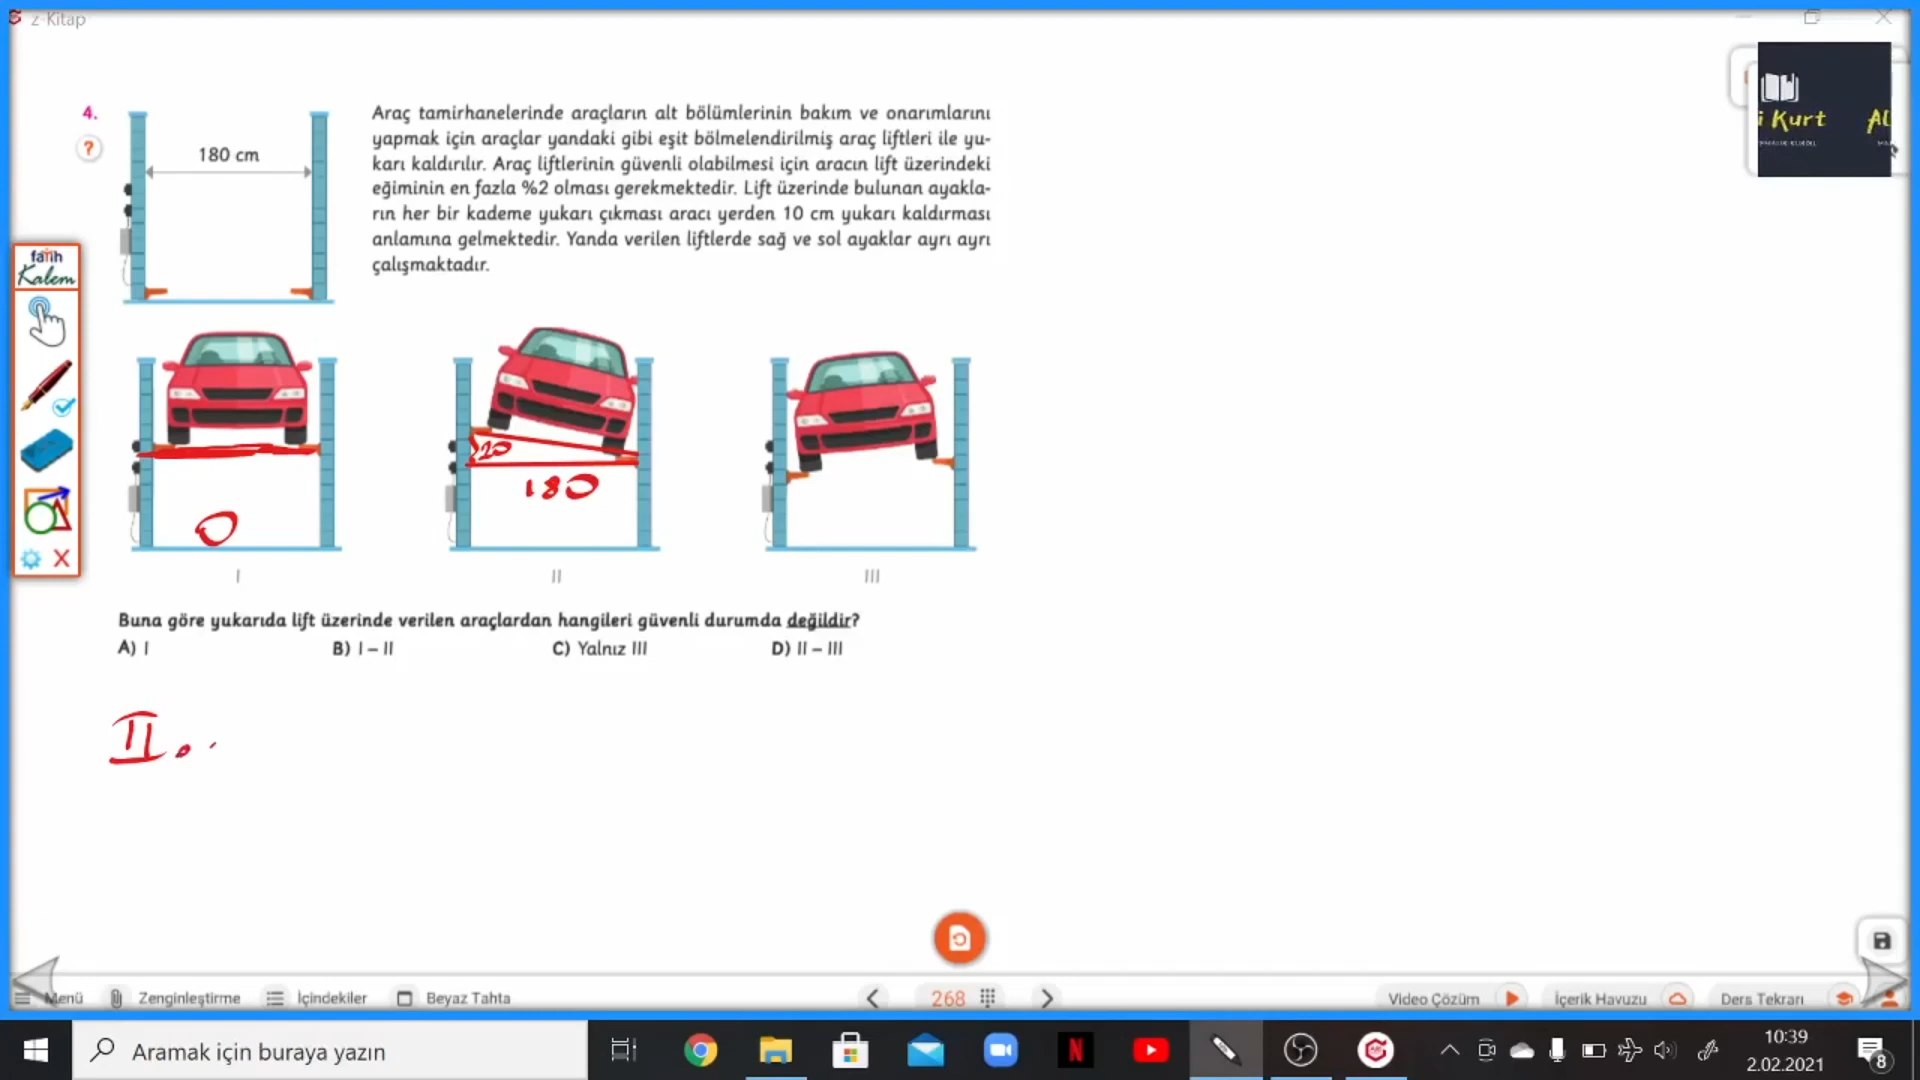 z-Kitap
i Kurt AL
4.
?
180 cm
Araç tamirhanelerinde araçların alt bölümlerinin bakım ve onarımlarını
yapmak için araçlar yandaki gibi eşit bölmelendirilmiş araç liftleri ile yu-
karı kaldırılır. Araç liftlerinin güvenli olabilmesi için aracın lift üzerindeki
eğiminin en fazla %2 olması gerekmektedir. Lift üzerinde bulunan ayakla-
rın her bir kademe yukarı çıkması aracı yerden 10 cm yukarı kaldırması
anlamına gelmektedir. Yanda verilen liftlerde sağ ve sol ayaklar ayrı ayrı
çalışmaktadır.
fatih
Kalem
20
180
0
I II III
Buna göre yukarıda lift üzerinde verilen araçlardan hangileri güvenli durumda değildir?
A) I B) I – II C) Yalnız III D) II – III
II.
Menü Zenginleştirme İçindekiler Beyaz Tahta 268 Video Çözüm İçerik Havuzu Ders Tekrarı
Aramak için buraya yazın
10:39
2.02.2021
8